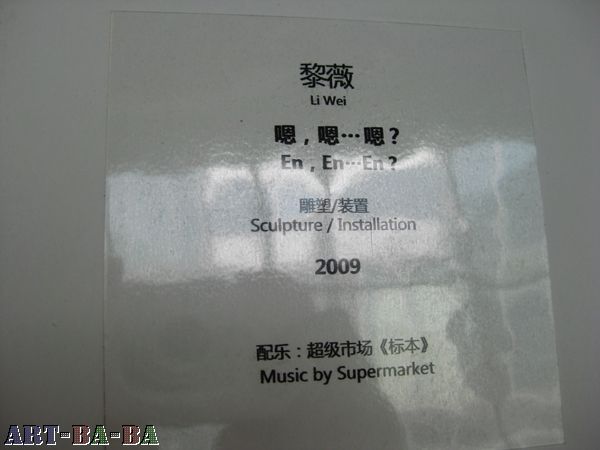 黎薇
Li Wei
嗯，嗯…嗯？
En，En…En？
雕塑/装置
Sculpture / Installation
2009
配乐：超级市场《标本》
Music by Supermarket
ART-BA-BA